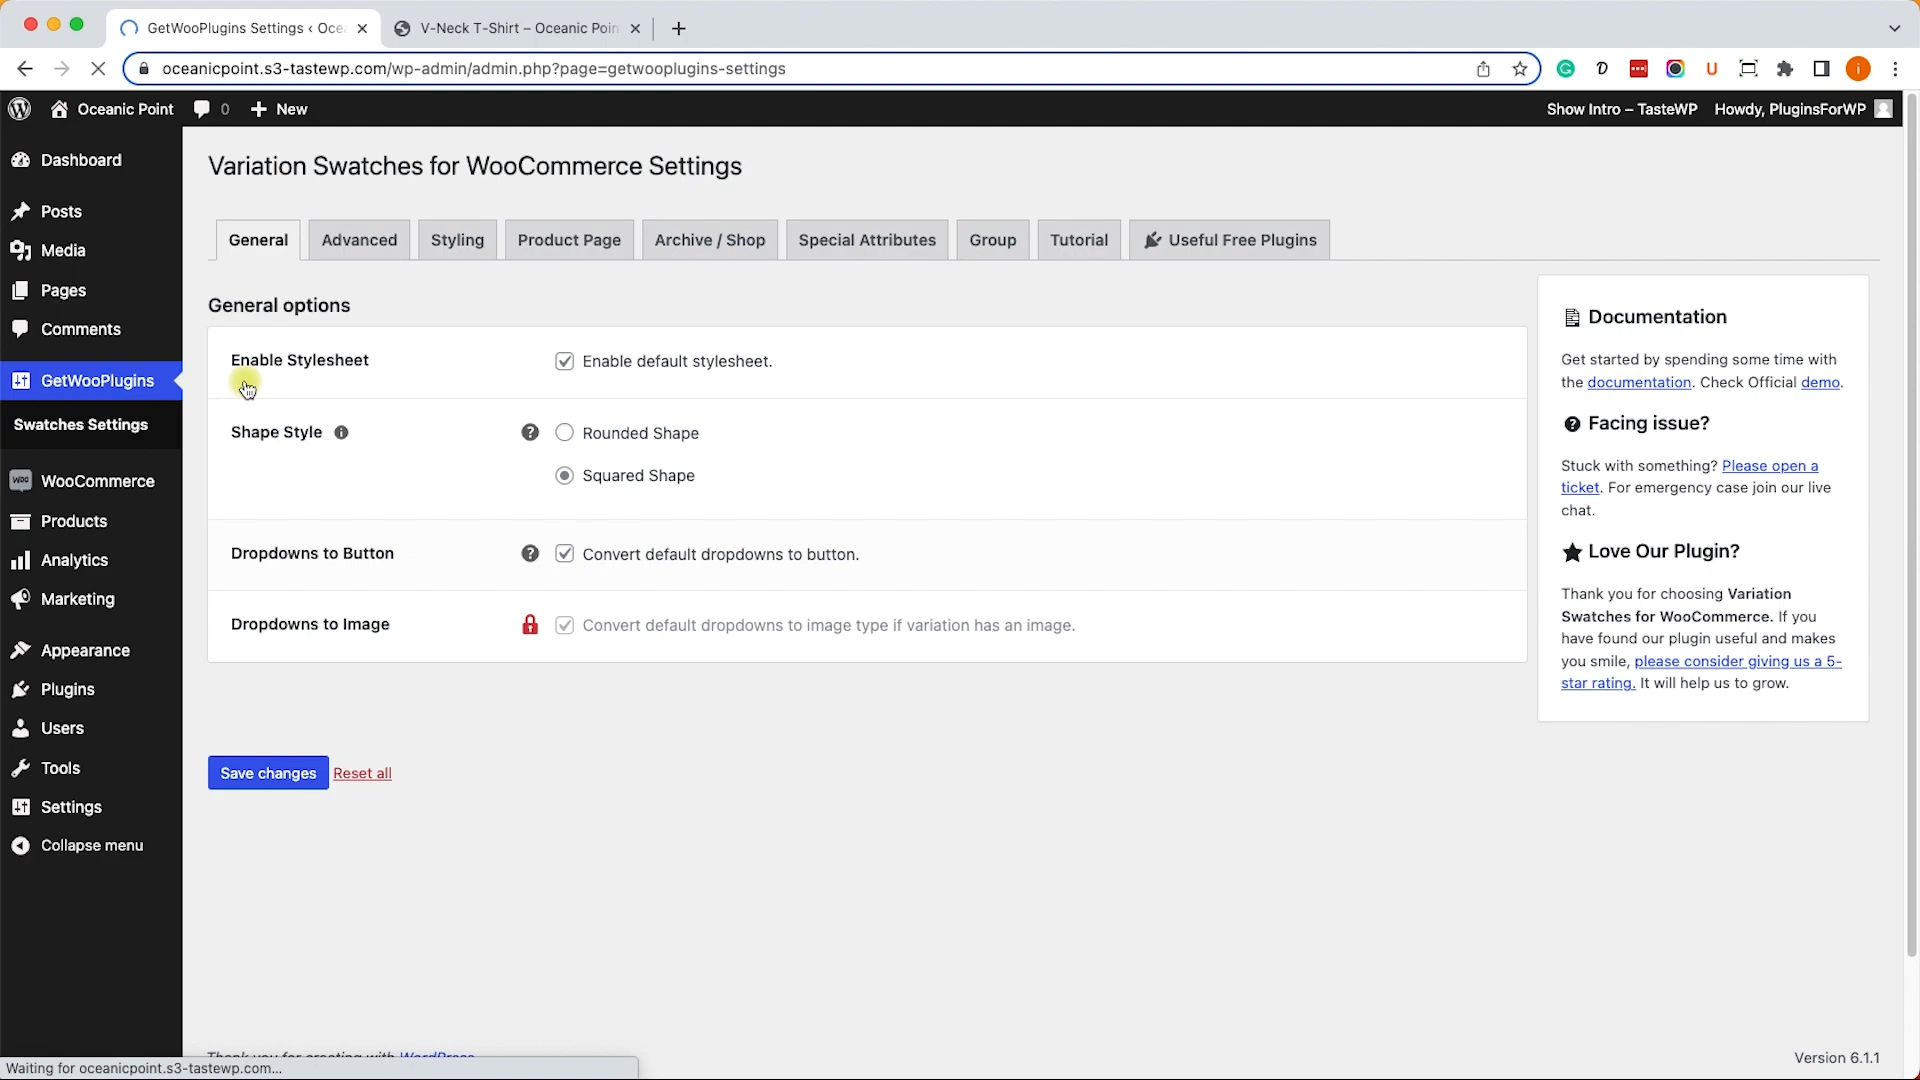 GetWooPlugins Settings ‹ Oce
V-Neck T-Shirt – Oceanic Poin
oceanicpoint.s3-tastewp.com/wp-admin/admin.php?page=getwooplugins-settings
Oceanic Point
0
New
Show Intro – TasteWP
Howdy, PluginsForWP
Dashboard
Posts
Media
Pages
Comments
GetWooPlugins
Swatches Settings
WooCommerce
Products
Analytics
Marketing
Appearance
Plugins
Users
Tools
Settings
Collapse menu
Variation Swatches for WooCommerce Settings
General
Advanced
Styling
Product Page
Archive / Shop
Special Attributes
Group
Tutorial
Useful Free Plugins
General options
Enable Stylesheet
Enable default stylesheet.
Shape Style
Rounded Shape
Squared Shape
Dropdowns to Button
Convert default dropdowns to button.
Dropdowns to Image
Convert default dropdowns to image type if variation has an image.
Save changes
Reset all
Documentation
Get started by spending some time with
the documentation. Check Official demo.
Facing issue?
Stuck with something? Please open a
ticket. For emergency case join our live
chat.
Love Our Plugin?
Thank you for choosing Variation
Swatches for WooCommerce. If you
have found our plugin useful and makes
you smile, please consider giving us a 5-
star rating. It will help us to grow.
Thank you for creating with WordPress
Version 6.1.1
Waiting for oceanicpoint.s3-tastewp.com...